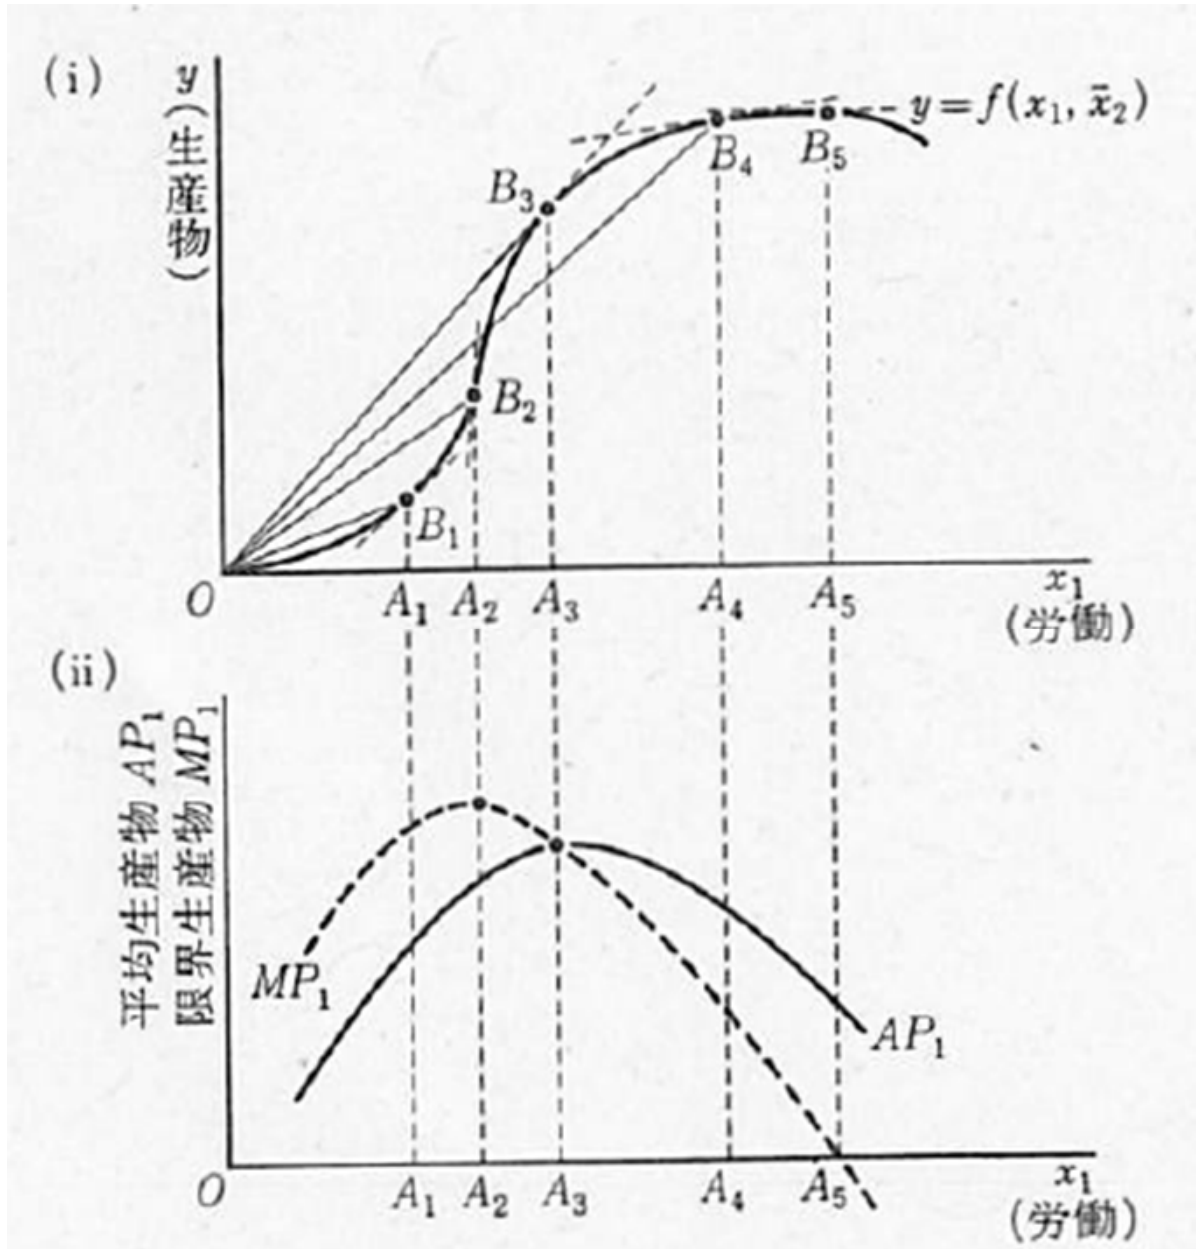 (i)
y(生産物)
y=f(x₁, x̄₂)
B₃
B₄
B₅
B₂
B₁
O
A₁
A₂
A₃
A₄
A₅
x₁
(労働)
(ii)
平均生産物 AP₁
限界生産物 MP₁
MP₁
AP₁
O
A₁
A₂
A₃
A₄
A₅
x₁
(労働)